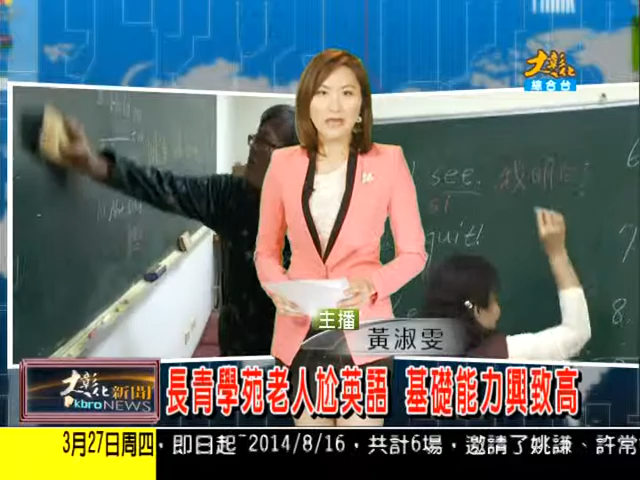 THINK
大彰化
綜合台
I see.
我明白!
quit!
主播
黃淑雯
大彰化新聞
kbro NEWS
長青學苑老人尬英語 基礎能力興致高
3月27日周四
,即日起~2014/8/16,共計6場,邀請了姚謙、許常